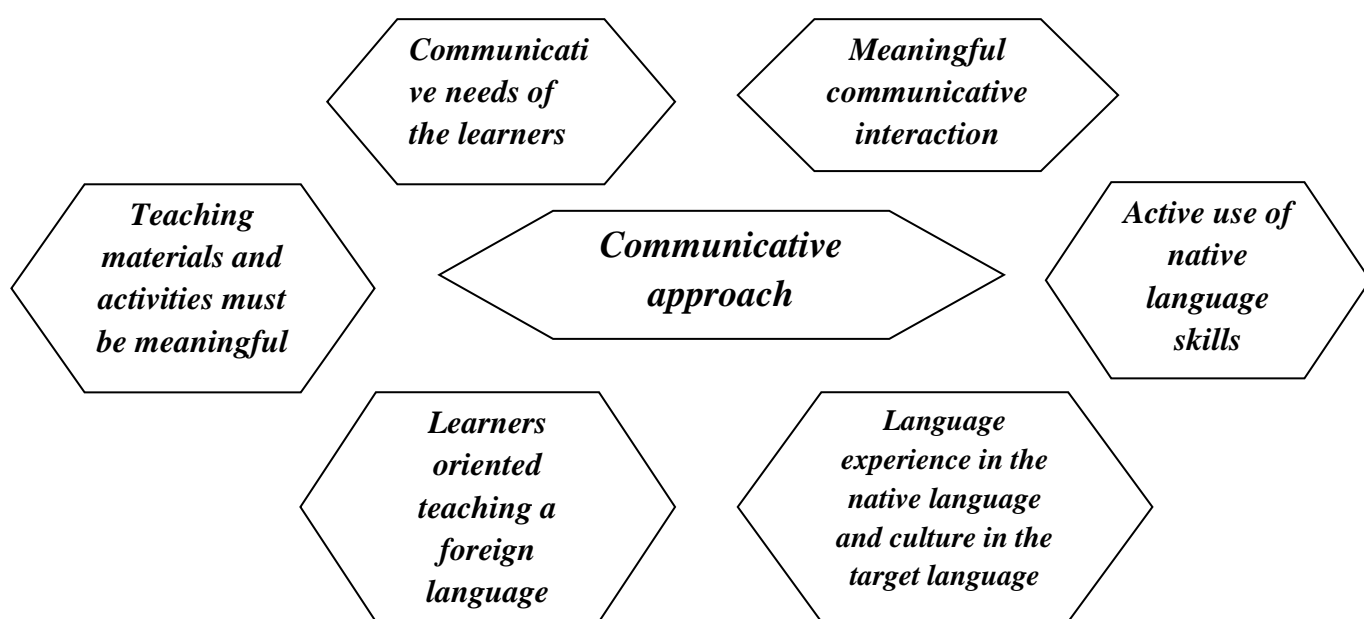 Communicati
ve needs of
the learners
Meaningful
communicative
interaction
Teaching
materials and
activities must
be meaningful
Communicative
approach
Active use of
native
language
skills
Learners
oriented
teaching a
foreign
language
Language
experience in the
native language
and culture in the
target language